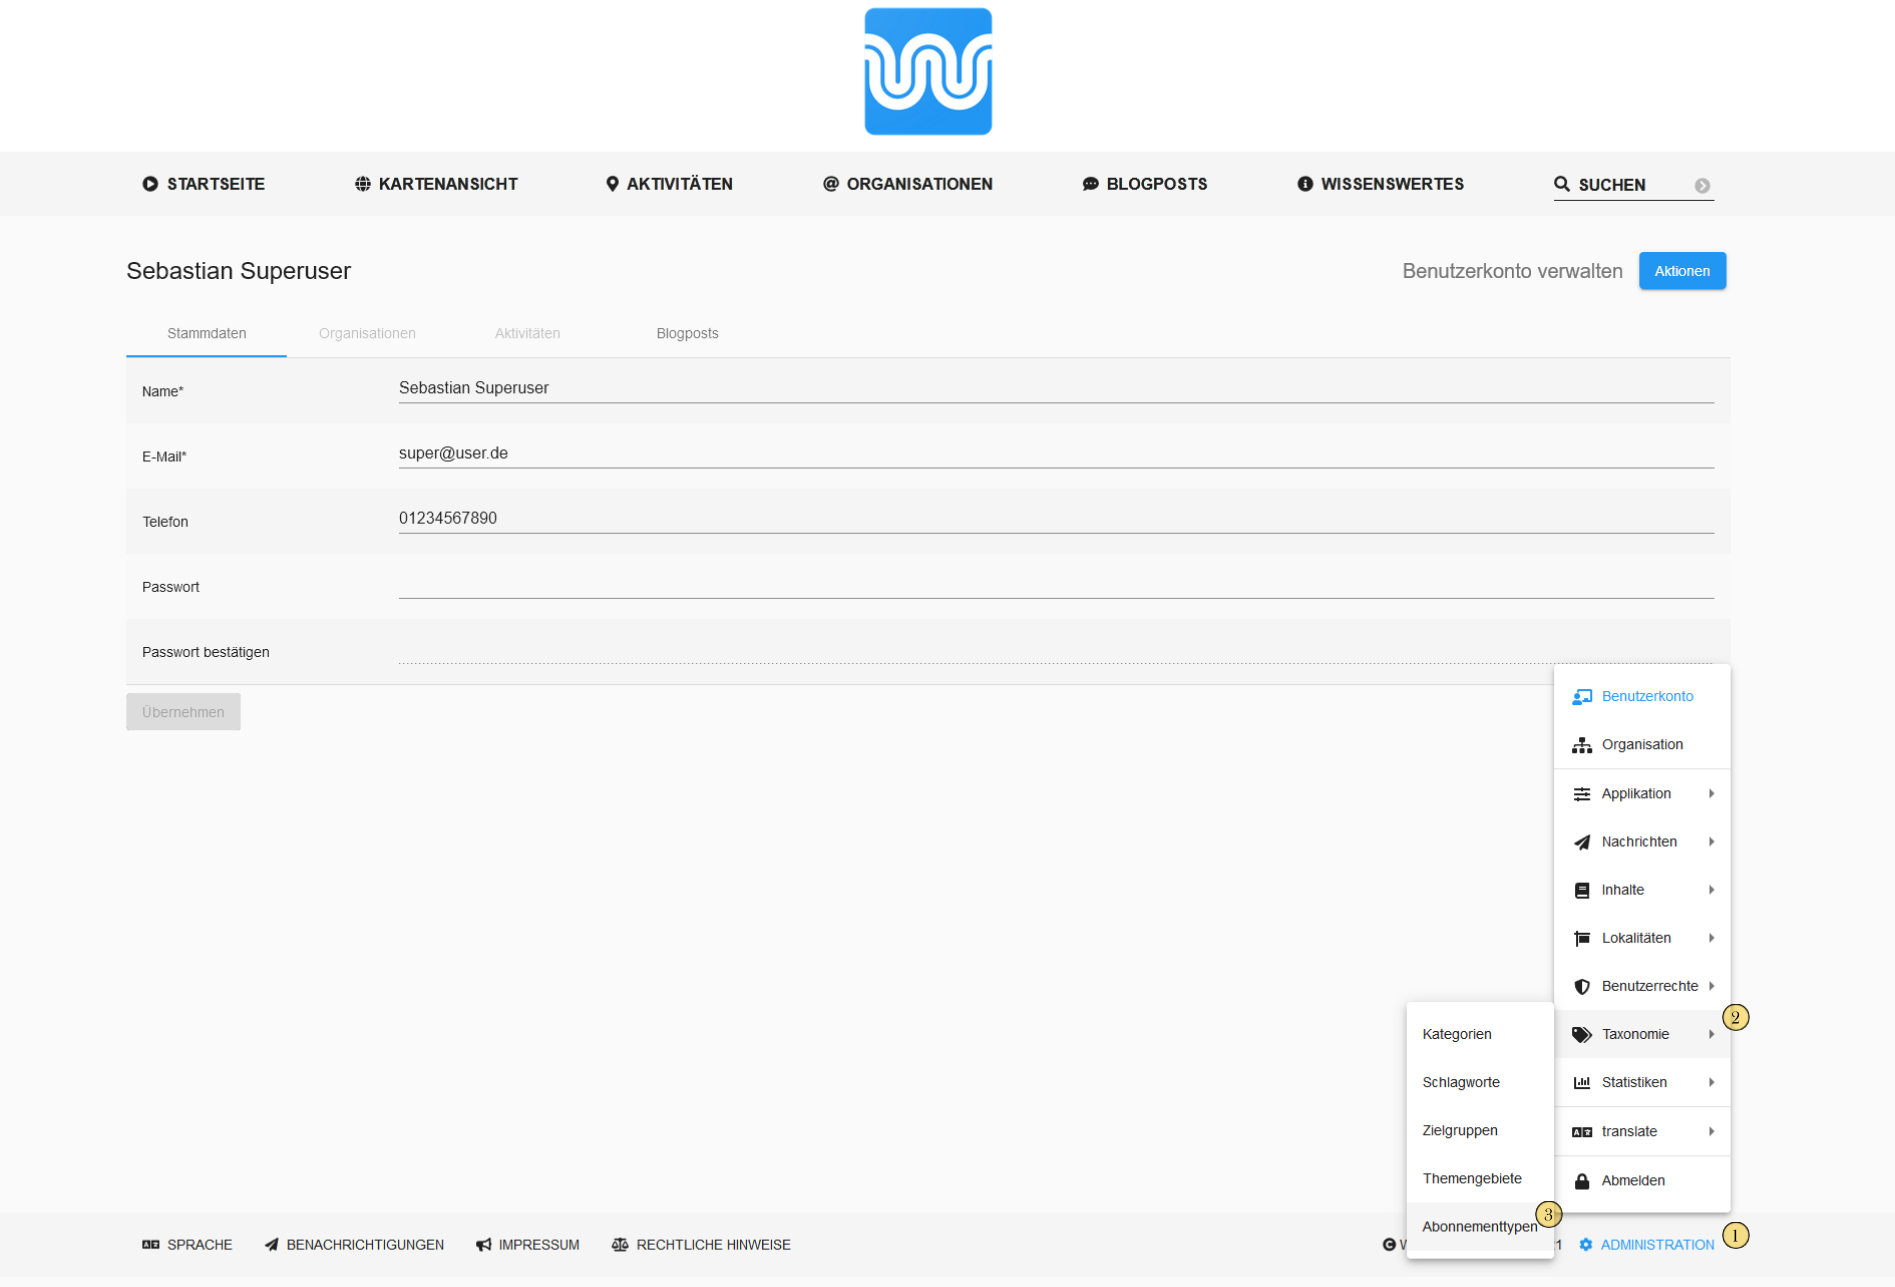 STARTSEITE KARTENANSICHT AKTIVITÄTEN @ ORGANISATIONEN BLOGPOSTS WISSENSWERTES SUCHEN
Sebastian Superuser Benutzerkonto verwalten Aktionen
Stammdaten Organisationen Aktivitäten Blogposts
Name* Sebastian Superuser
E-Mail* super@user.de
Telefon 01234567890
Passwort
Passwort bestätigen
Übernehmen
Benutzerkonto
Organisation
Applikation
Nachrichten
Inhalte
Lokalitäten
Benutzerrechte
2
Taxonomie
Statistiken
translate
Abmelden
Kategorien
Schlagworte
Zielgruppen
Themengebiete
3
Abonnementtypen
SPRACHE BENACHRICHTIGUNGEN IMPRESSUM RECHTLICHE HINWEISE ADMINISTRATION 1